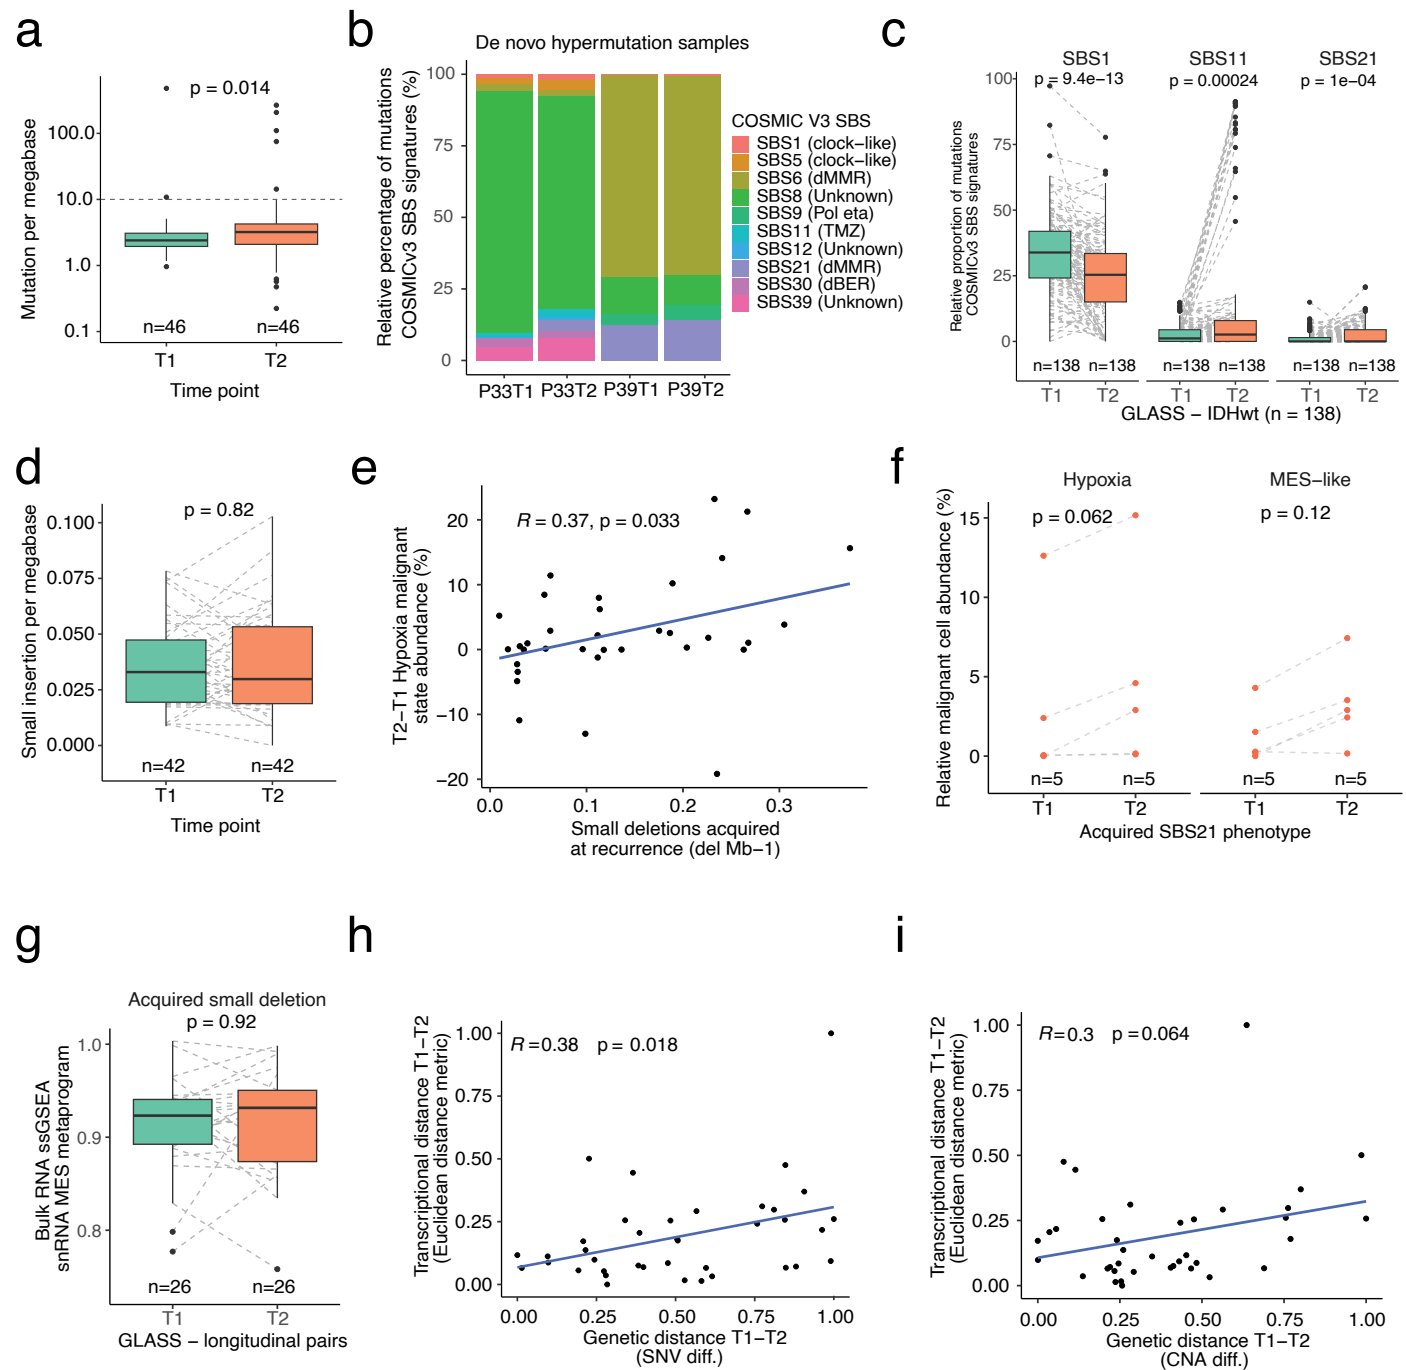 a
p = 0.014
Mutation per megabase
100.0
10.0
1.0
0.1
n=46
n=46
T1
T2
Time point
b
De novo hypermutation samples
Relative percentage of mutations
COSMICv3 SBS signatures (%)
100
75
50
25
0
P33T1
P33T2
P39T1
P39T2
COSMIC V3 SBS
SBS1 (clock−like)
SBS5 (clock−like)
SBS6 (dMMR)
SBS8 (Unknown)
SBS9 (Pol eta)
SBS11 (TMZ)
SBS12 (Unknown)
SBS21 (dMMR)
SBS30 (dBER)
SBS39 (Unknown)
c
SBS1
SBS11
SBS21
p = 9.4e−13
p = 0.00024
p = 1e−04
Relative proportion of mutations
COSMICv3 SBS signatures
100
75
50
25
0
n=138
n=138
n=138
n=138
n=138
n=138
T1
T2
T1
T2
T1
T2
GLASS − IDHwt (n = 138)
d
p = 0.82
Small insertion per megabase
0.100
0.075
0.050
0.025
0.000
n=42
n=42
T1
T2
Time point
e
R = 0.37, p = 0.033
T2−T1 Hypoxia malignant
state abundance (%)
20
10
0
−10
−20
0.0
0.1
0.2
0.3
Small deletions acquired
at recurrence (del Mb−1)
f
Hypoxia
MES−like
p = 0.062
p = 0.12
Relative malignant cell abundance (%)
15
10
5
0
n=5
n=5
n=5
n=5
T1
T2
T1
T2
Acquired SBS21 phenotype
g
Acquired small deletion
p = 0.92
Bulk RNA ssGSEA
snRNA MES metaprogram
1.0
0.9
0.8
n=26
n=26
T1
T2
GLASS − longitudinal pairs
h
R=0.38 p = 0.018
Transcriptional distance T1−T2
(Euclidean distance metric)
1.00
0.75
0.50
0.25
0.00
0.00
0.25
0.50
0.75
1.00
Genetic distance T1−T2
(SNV diff.)
i
R=0.3 p=0.064
Transcriptional distance T1−T2
(Euclidean distance metric)
1.00
0.75
0.50
0.25
0.00
0.00
0.25
0.50
0.75
1.00
Genetic distance T1−T2
(CNA diff.)